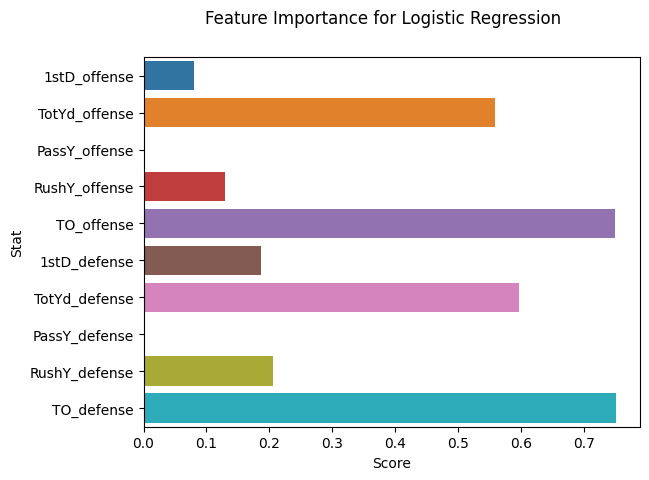 Feature Importance for Logistic Regression
1stD_offense
TotYd_offense
PassY_offense
RushY_offense
TO_offense
1stD_defense
TotYd_defense
PassY_defense
RushY_defense
TO_defense
Stat
0.0 0.1 0.2 0.3 0.4 0.5 0.6 0.7
Score